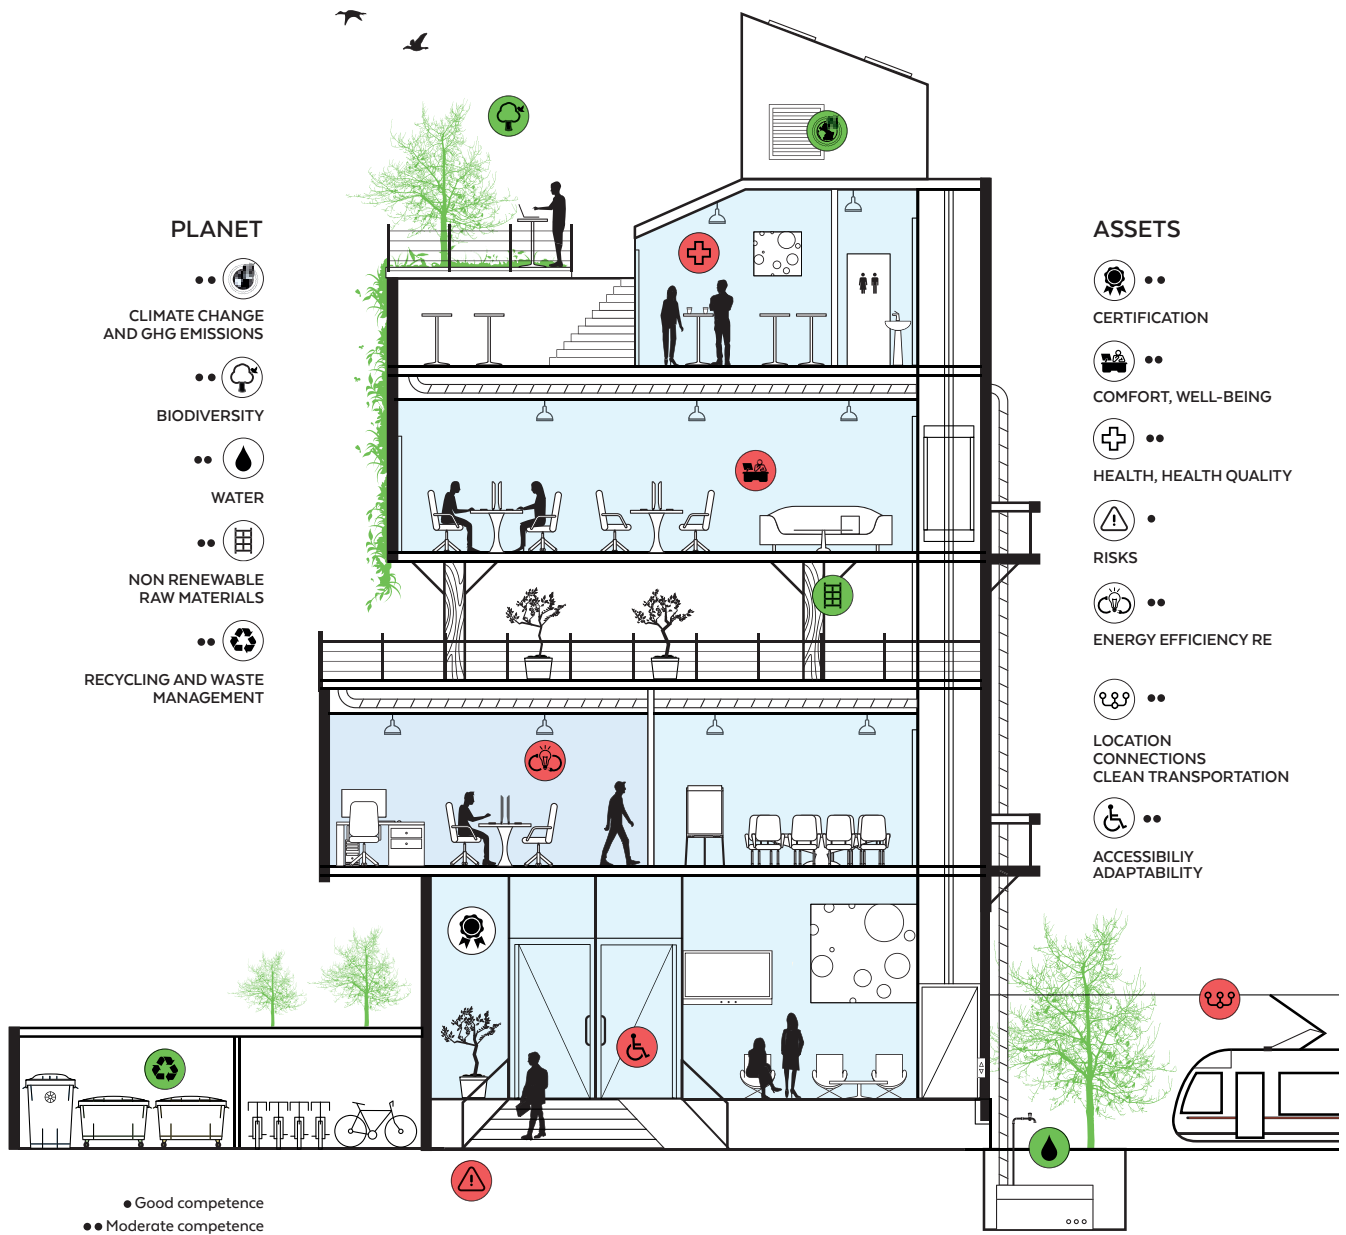 PLANET
●●
CLIMATE CHANGE
AND GHG EMISSIONS
●●
BIODIVERSITY
●●
WATER
●●
NON RENEWABLE
RAW MATERIALS
●●
RECYCLING AND WASTE
MANAGEMENT
ASSETS
●●
CERTIFICATION
●●
COMFORT, WELL-BEING
●●
HEALTH, HEALTH QUALITY
●
RISKS
●●
ENERGY EFFICIENCY RE
●●
LOCATION
CONNECTIONS
CLEAN TRANSPORTATION
●●
ACCESSIBILIY
ADAPTABILITY
● Good competence
●● Moderate competence